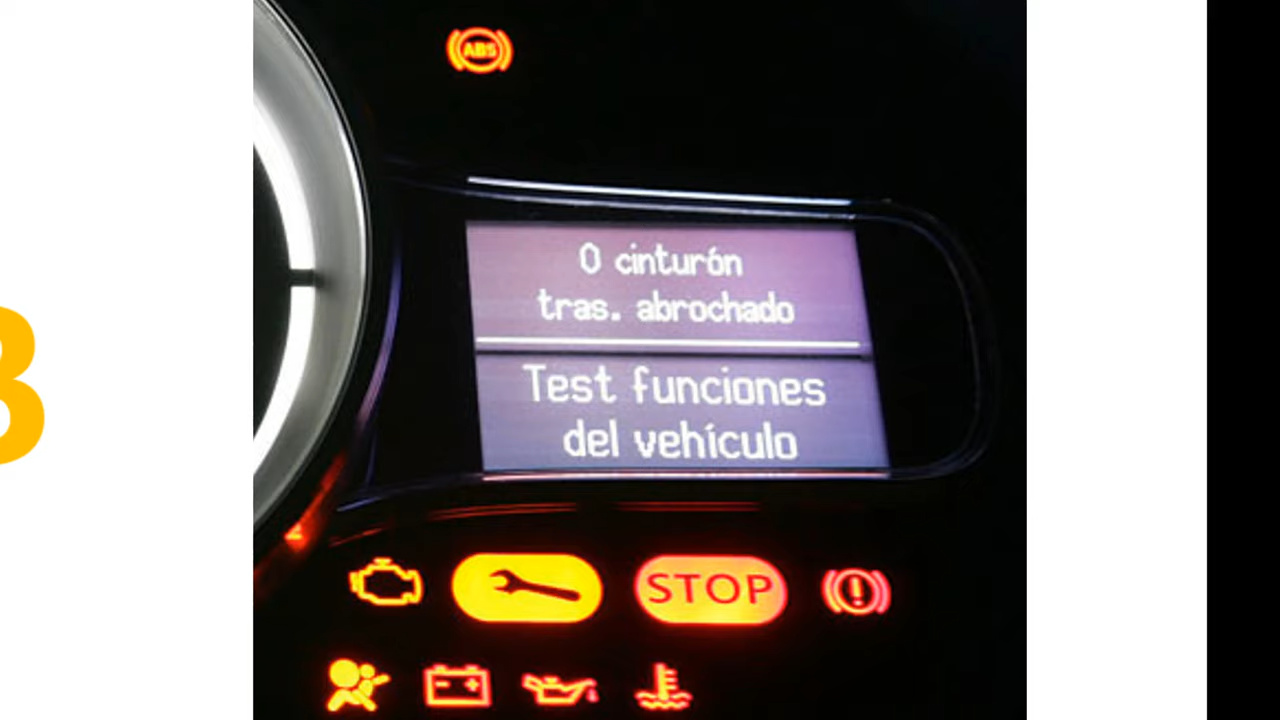 ABS
0 cinturón
tras. abrochado
Test funciones
del vehículo
STOP